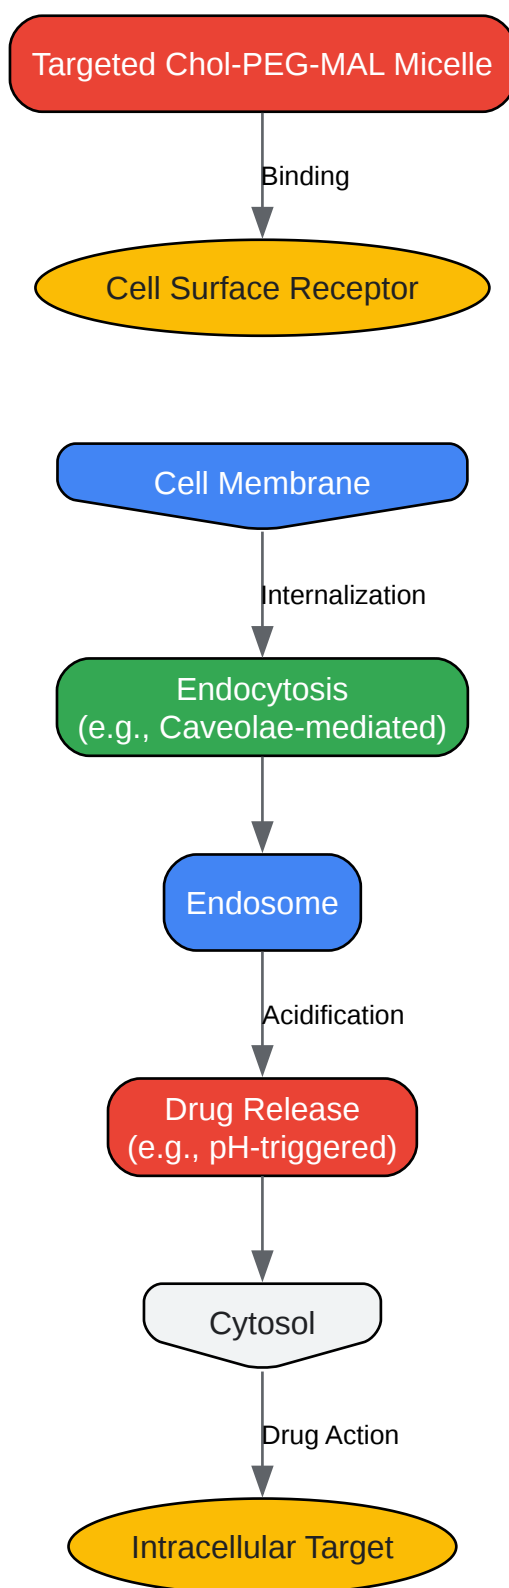 Targeted Chol-PEG-MAL Micelle
Binding
Cell Surface Receptor
Cell Membrane
Internalization
Endocytosis
(e.g., Caveolae-mediated)
Endosome
Acidification
Drug Release
(e.g., pH-triggered)
Cytosol
Drug Action
Intracellular Target